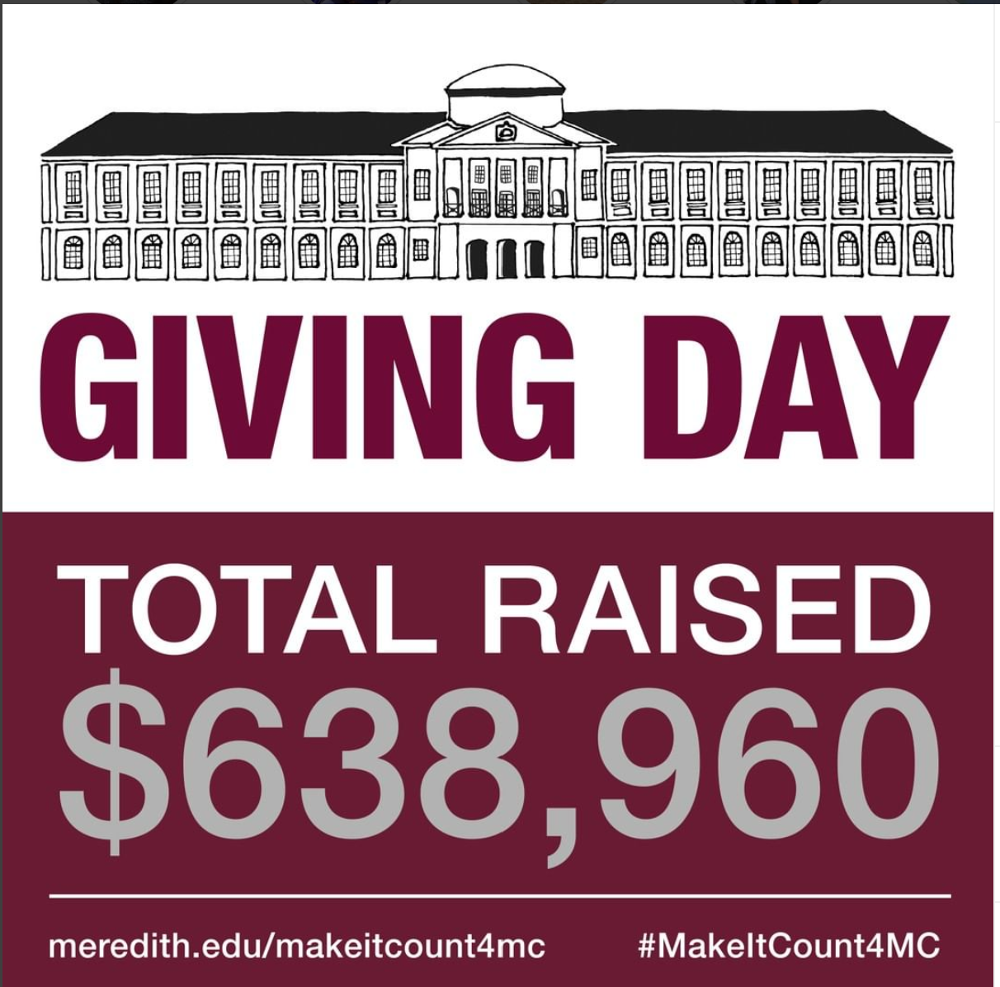 GIVING DAY
TOTAL RAISED
$638,960
meredith.edu/makeitcount4mc #MakeItCount4MC